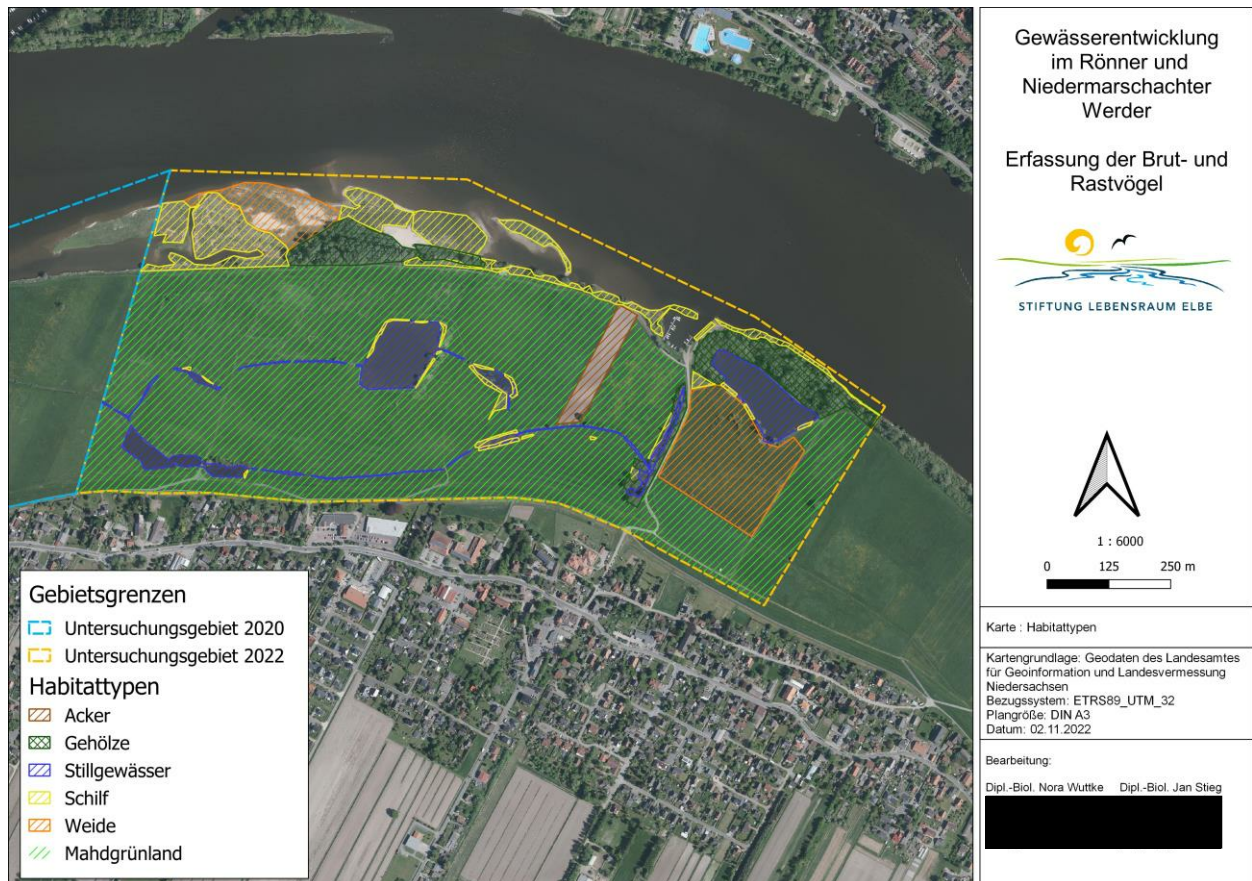 Gewässerentwicklung
im Rönner und
Niedermarschachter
Werder
Erfassung der Brut- und
Rastvögel
STIFTUNG LEBENSRAUM ELBE
1 : 6000
0 125 250 m
Karte : Habitattypen
Kartengrundlage: Geodaten des Landesamtes
für Geoinformation und Landesvermessung
Niedersachsen
Bezugssystem: ETRS89_UTM_32
Plangröße: DIN A3
Datum: 02.11.2022
Bearbeitung:
Dipl.-Biol. Nora Wuttke Dipl.-Biol. Jan Stieg
Gebietsgrenzen
Untersuchungsgebiet 2020
Untersuchungsgebiet 2022
Habitattypen
Acker
Gehölze
Stillgewässer
Schilf
Weide
Mahdgrünland